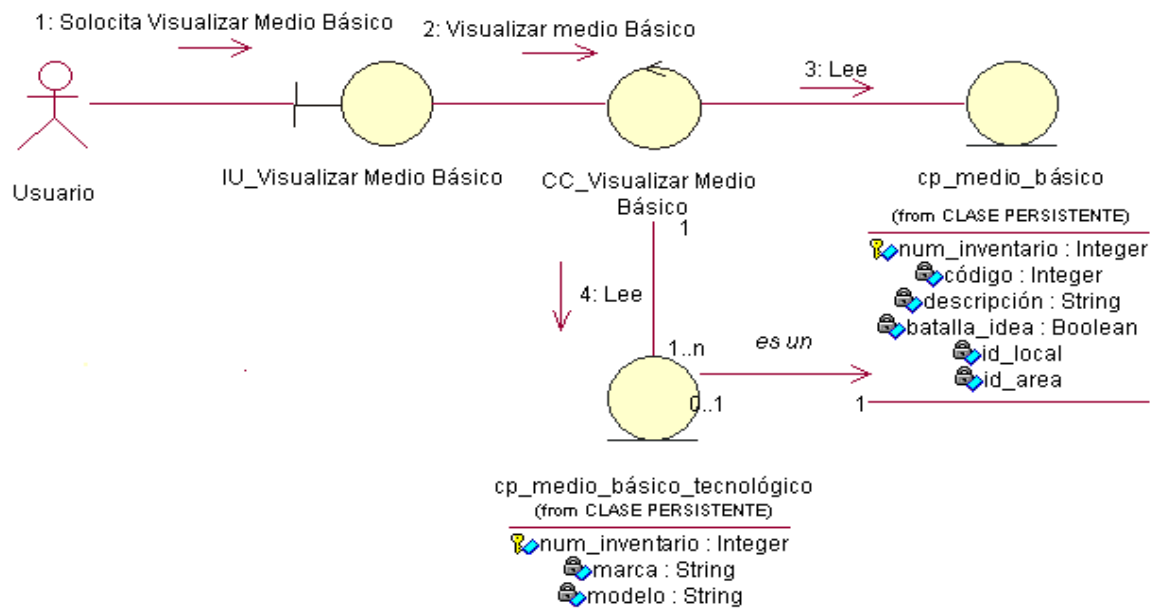 1: Solocita Visualizar Medio Básico
2: Visualizar medio Básico
3: Lee
Usuario
IU_Visualizar Medio Básico
CC_Visualizar Medio
Básico
cp_medio_básico
(from CLASE PERSISTENTE)
num_inventario : Integer
código : Integer
descripción : String
batalla_idea : Boolean
id_local
id_area
1
4: Lee
1..n
es un
0..1
1
cp_medio_básico_tecnológico
(from CLASE PERSISTENTE)
num_inventario : Integer
marca : String
modelo : String